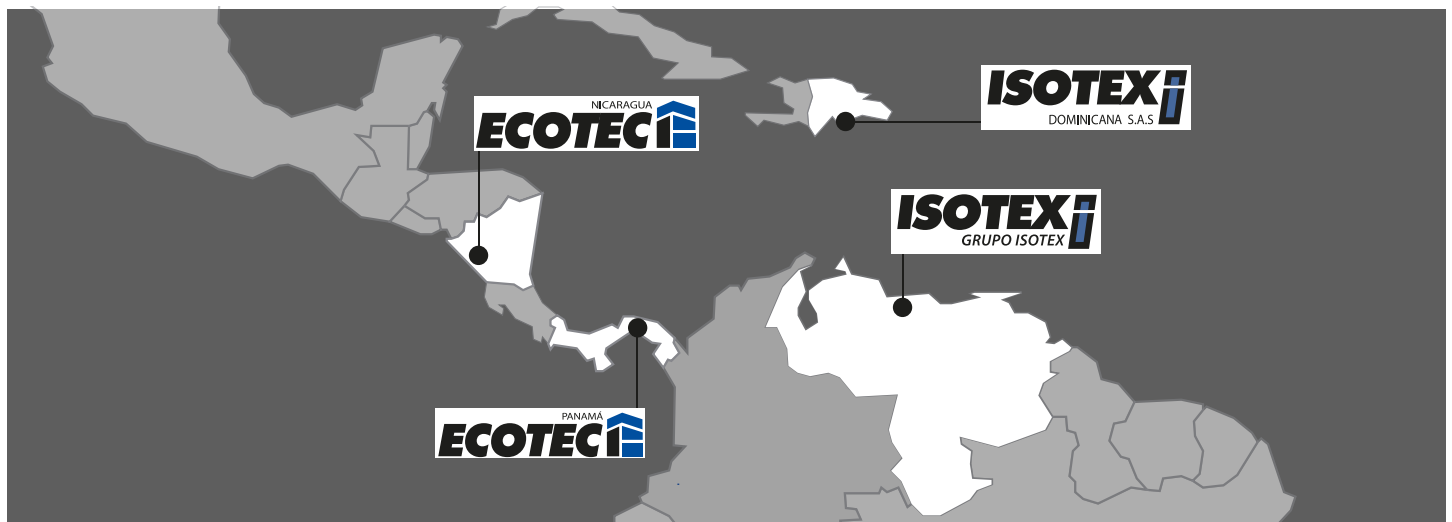 ISOTEX
DOMINICANA S.A.S
NICARAGUA
ECOTEC
ISOTEX
GRUPO ISOTEX
PANAMÁ
ECOTEC